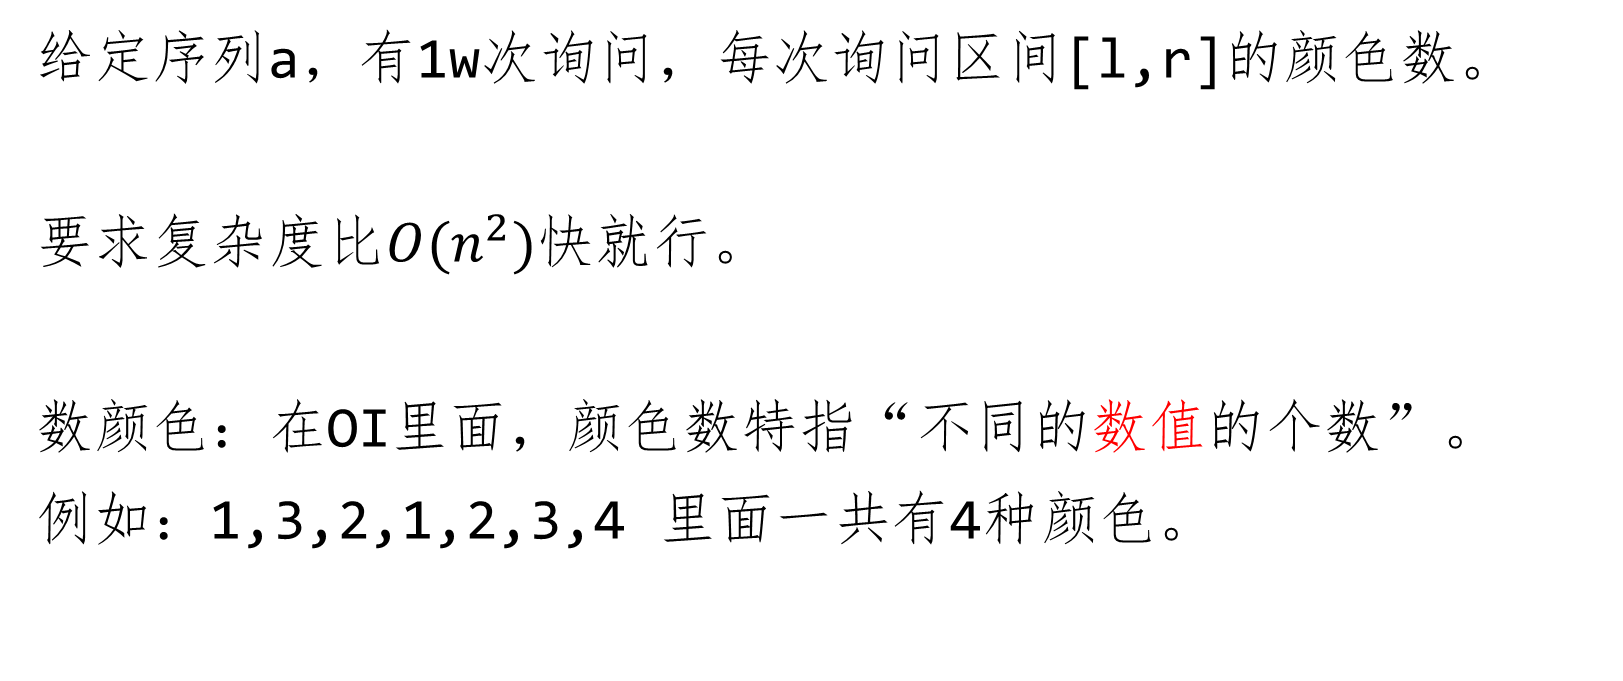 给定序列a，有1w次询问，每次询问区间[l,r]的颜色数。
要求复杂度比O(n²)快就行。
数颜色：在OI里面，颜色数特指“不同的数值的个数”。
例如：1,3,2,1,2,3,4 里面一共有4种颜色。